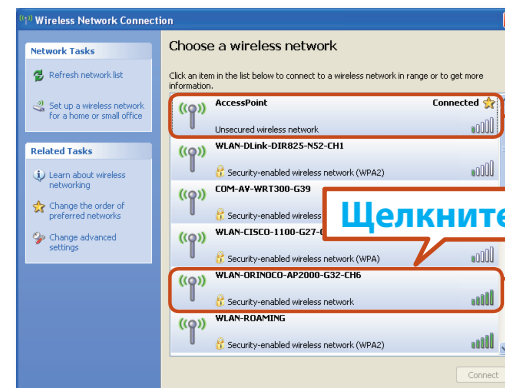 Wireless Network Connection
Network Tasks
Refresh network list
Set up a wireless network
for a home or small office
Related Tasks
Learn about wireless
networking
Change the order of
preferred networks
Change advanced
settings
Choose a wireless network
Click an item in the list below to connect to a wireless network in range or to get more
information.
AccessPoint Connected
Unsecured wireless network
WLAN-DLink-DIR825-N52-CH1
Security-enabled wireless network (WPA2)
COM-AV-WRT300-G39
Security-enabled wireless
Щелкните
WLAN-CISCO-1100-G27-
Security-enabled wireless network (WPA)
WLAN-ORINOCO-AP2000-G32-CH6
Security-enabled wireless network
WLAN-ROAMING
Security-enabled wireless network (WPA2)
Connect